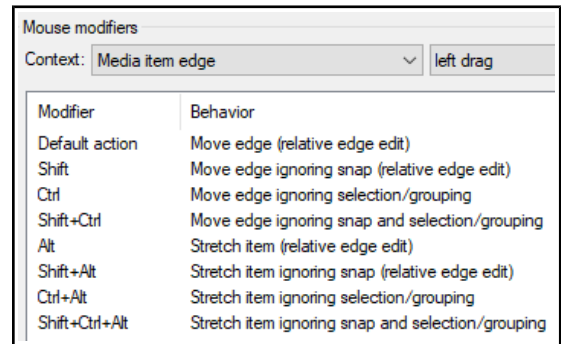 Mouse modifiers
Context: Media item edge left drag
Modifier Behavior
Default action Move edge (relative edge edit)
Shift Move edge ignoring snap (relative edge edit)
Ctrl Move edge ignoring selection/grouping
Shift+Ctrl Move edge ignoring snap and selection/grouping
Alt Stretch item (relative edge edit)
Shift+Alt Stretch item ignoring snap (relative edge edit)
Ctrl+Alt Stretch item ignoring selection/grouping
Shift+Ctrl+Alt Stretch item ignoring snap and selection/grouping